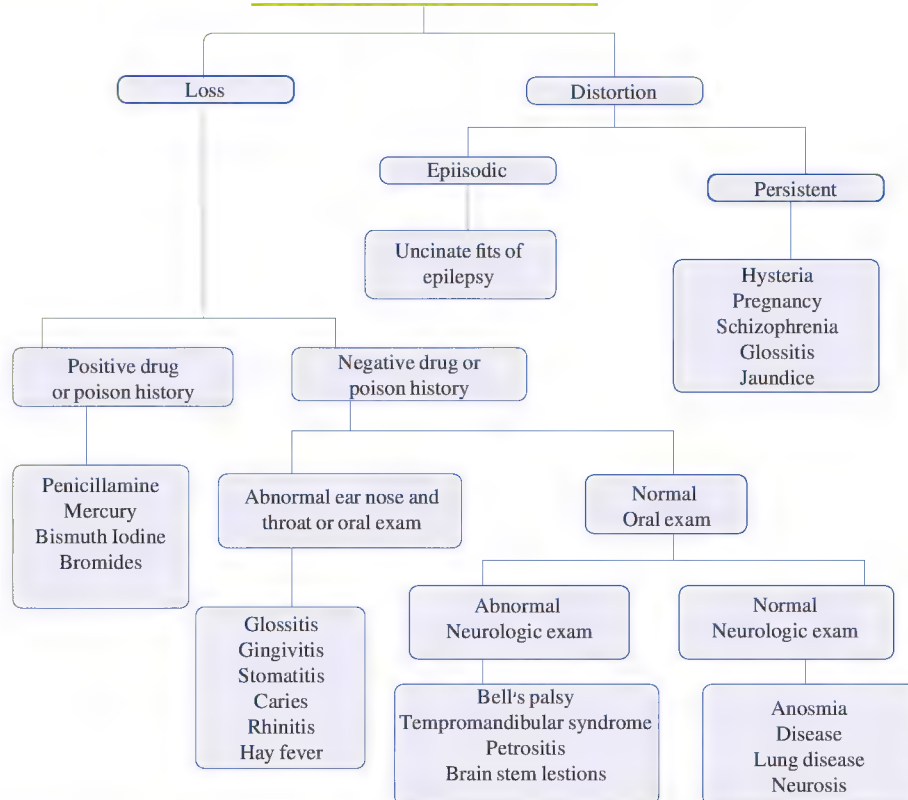 Loss
Distortion
Epiisodic
Persistent
Uncinate fits of
epilepsy
Hysteria
Pregnancy
Schizophrenia
Glossitis
Jaundice
Positive drug
or poison history
Negative drug or
poison history
Penicillamine
Mercury
Bismuth Iodine
Bromides
Abnormal ear nose and
throat or oral exam
Normal
Oral exam
Glossitis
Gingivitis
Stomatitis
Caries
Rhinitis
Hay fever
Abnormal
Neurologic exam
Normal
Neurologic exam
Bell's palsy
Tempromandibular syndrome
Petrositis
Brain stem lestions
Anosmia
Disease
Lung disease
Neurosis